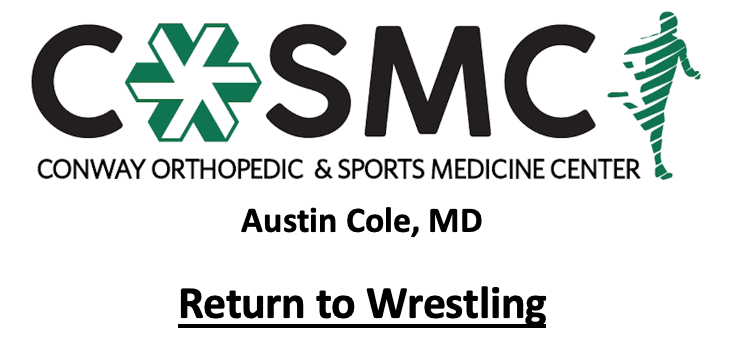 COSMC
CONWAY ORTHOPEDIC & SPORTS MEDICINE CENTER
Austin Cole, MD
Return to Wrestling